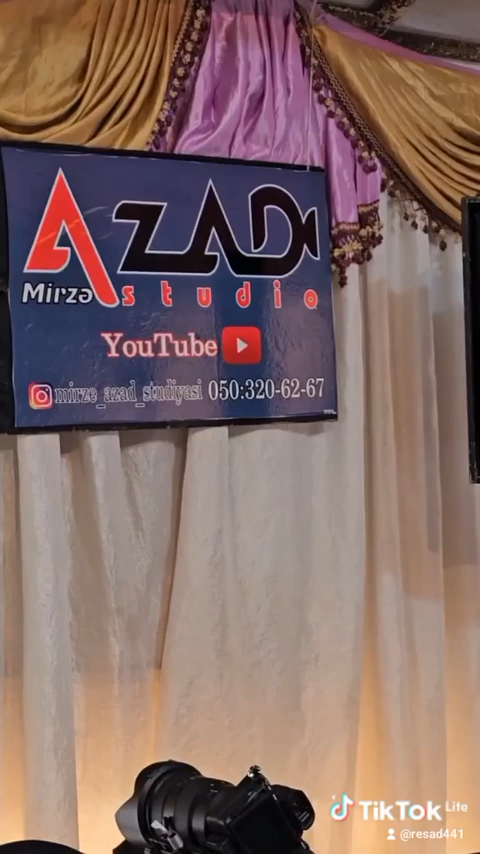 AZAD
Mirzə studio
YouTube
mirze_azad_studiyasi 050:320-62-67
TikTok Lite
@resad441